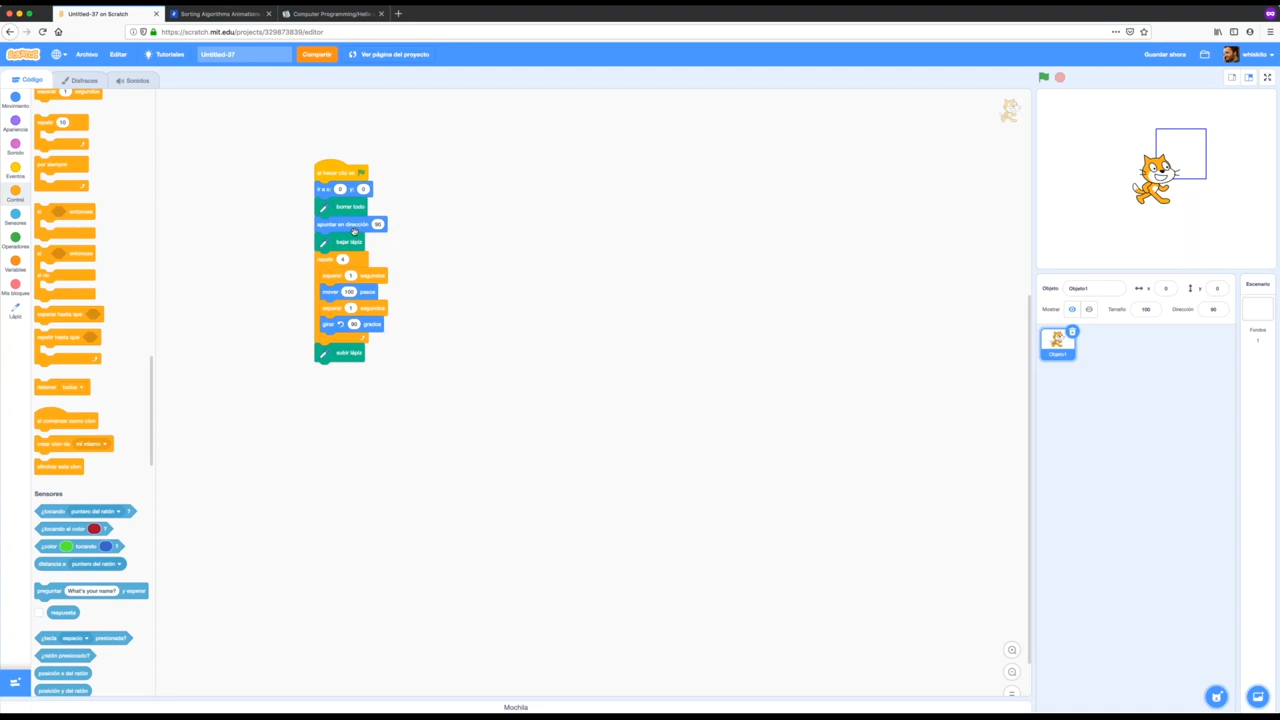 Untitled-37 on Scratch
Sorting Algorithms Animations
Computer Programming/Hello
https://scratch.mit.edu/projects/329873839/editor
SCRATCH Archivo Editar Tutoriales Untitled-37 Compartir Ver página del proyecto Guardar ahora whiskito
Código Disfraces Sonidos
Movimiento
Apariencia
Sonido
Eventos
Control
Sensores
Operadores
Variables
Mis bloques
Lápiz
esperar 1 segundos
repetir 10
por siempre
si entonces
si entonces
si no
esperar hasta que
repetir hasta que
detener todos
al comenzar como clon
crear clon de mí mismo
eliminar este clon
Sensores
¿tocando puntero del ratón ?
¿tocando el color ?
¿color tocando ?
distancia a puntero del ratón
preguntar What's your name? y esperar
respuesta
¿tecla espacio presionada?
¿ratón presionado?
posición x del ratón
posición y del ratón
al hacer clic en
ir a x: 0 y: 0
borrar todo
apuntar en dirección 90
bajar lápiz
repetir 4
esperar 1 segundos
mover 100 pasos
esperar 1 segundos
girar 90 grados
subir lápiz
Objeto Objeto1 x 0 y 0
Mostrar Tamaño 100 Dirección 90
Objeto1
Escenario
Fondos
1
Mochila